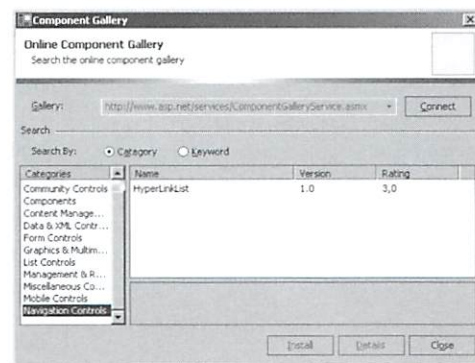 Component Gallery
Online Component Gallery
Search the online component gallery
Gallery: http://www.asp.net/services/ComponentGalleryService.asmx Connect
Search
Search By: Category Keyword
Categories Name Version Rating
Community Controls HyperLinkList 1.0 3,0
Components
Content Manage...
Data & XML Contr...
Form Controls
Graphics & Multim...
List Controls
Management & R...
Miscellaneous Co...
Mobile Controls
Navigation Controls
Install Details Close